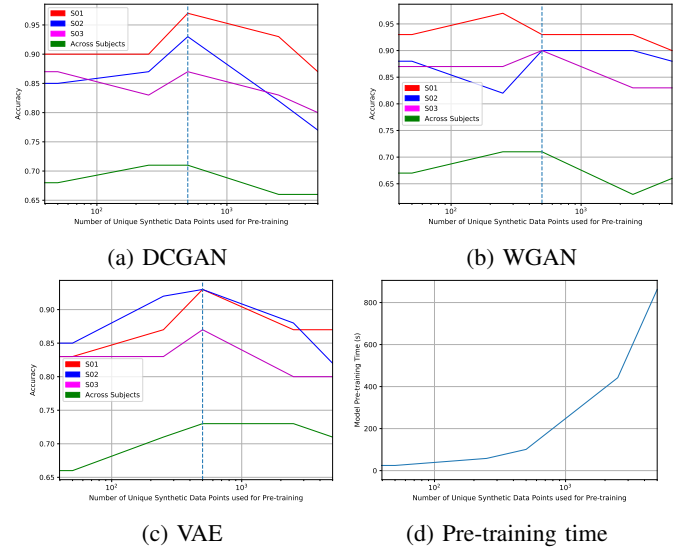 0.95
0.90
0.85
0.80
0.75
0.70
0.65
Accuracy
S01
S02
S03
Across Subjects
10²
10³
Number of Unique Synthetic Data Points used for Pre-training
(a) DCGAN
0.95
0.90
0.85
0.80
0.75
0.70
0.65
Accuracy
S01
S02
S03
Across Subjects
10²
10³
Number of Unique Synthetic Data Points used for Pre-training
(b) WGAN
0.90
0.85
0.80
0.75
0.70
0.65
Accuracy
S01
S02
S03
Across Subjects
10²
10³
Number of Unique Synthetic Data Points used for Pre-training
(c) VAE
800
600
400
200
0
Model Pre-training Time (s)
10²
10³
Number of Unique Synthetic Data Points used for Pre-training
(d) Pre-training time